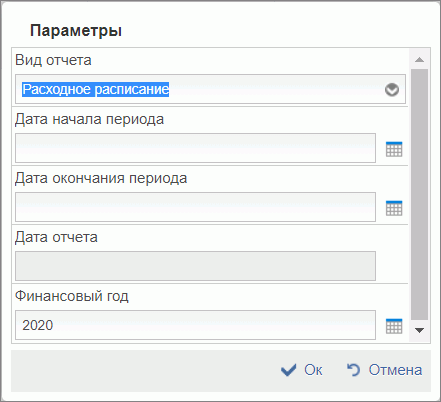 Параметры
Вид отчета
Расходное расписание
Дата начала периода
Дата окончания периода
Дата отчета
Финансовый год
2020
Ок Отмена